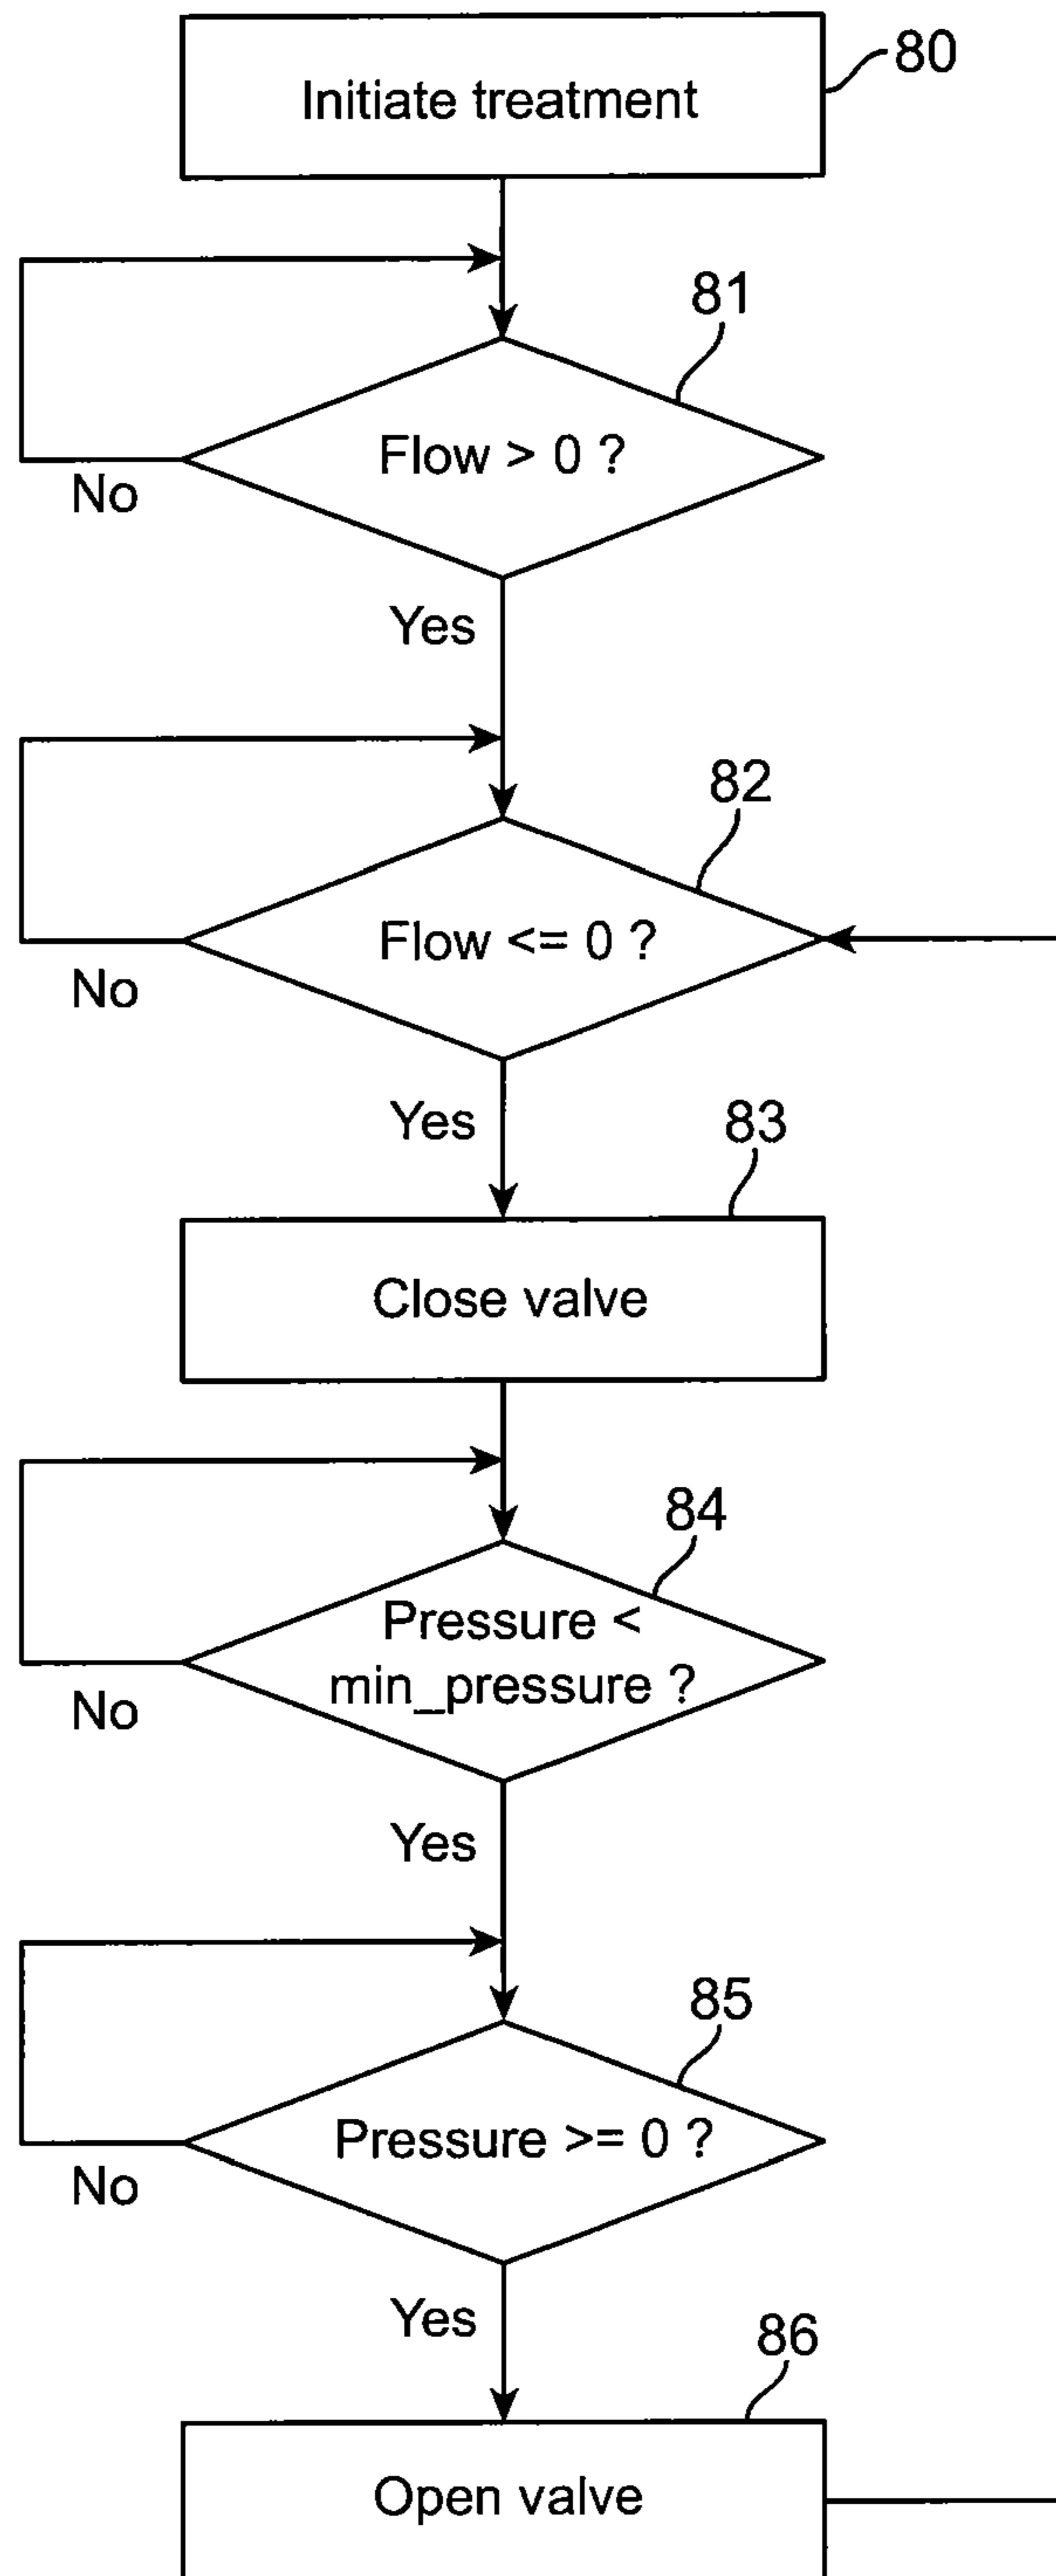 Initiate treatment
80
81
Flow > 0 ?
No
Yes
82
Flow <= 0 ?
No
Yes
83
Close valve
84
Pressure <
min_pressure ?
No
Yes
85
Pressure >= 0 ?
No
Yes
86
Open valve